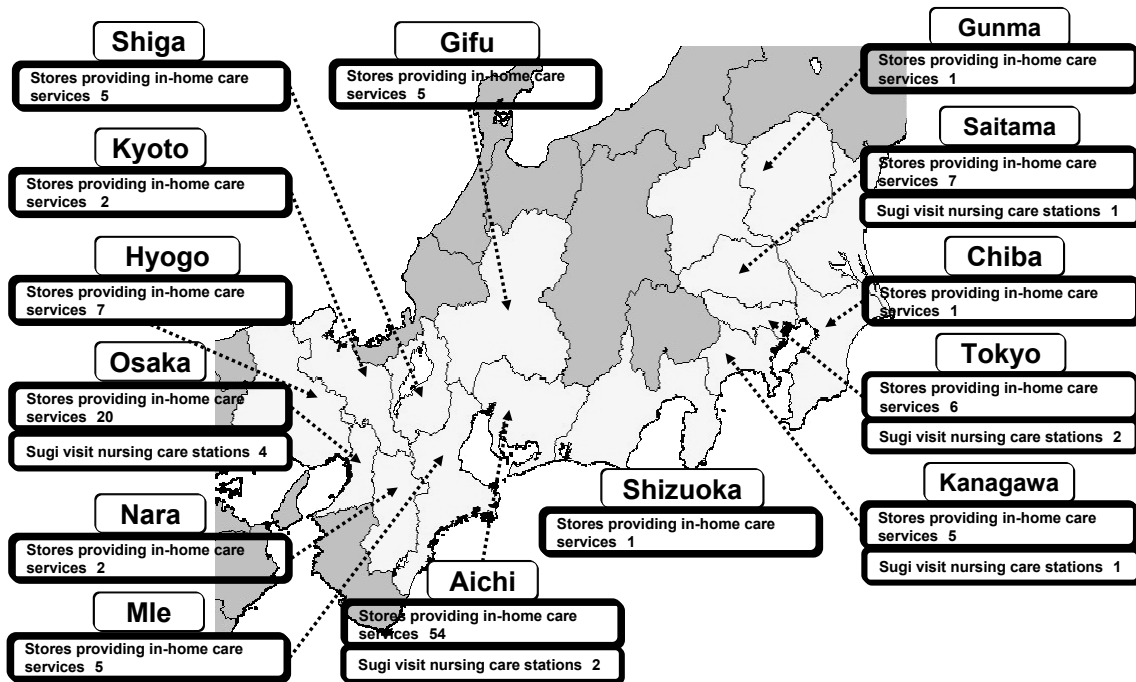 Shiga
Stores providing in-home care
services 5
Kyoto
Stores providing in-home care
services 2
Hyogo
Stores providing in-home care
services 7
Osaka
Stores providing in-home care
services 20
Sugi visit nursing care stations 4
Nara
Stores providing in-home care
services 2
Mle
Stores providing in-home care
services 5
Gifu
Stores providing in-home care
services 5
Aichi
Stores providing in-home care
services 54
Sugi visit nursing care stations 2
Shizuoka
Stores providing in-home care
services 1
Gunma
Stores providing in-home care
services 1
Saitama
Stores providing in-home care
services 7
Sugi visit nursing care stations 1
Chiba
Stores providing in-home care
services 1
Tokyo
Stores providing in-home care
services 6
Sugi visit nursing care stations 2
Kanagawa
Stores providing in-home care
services 5
Sugi visit nursing care stations 1